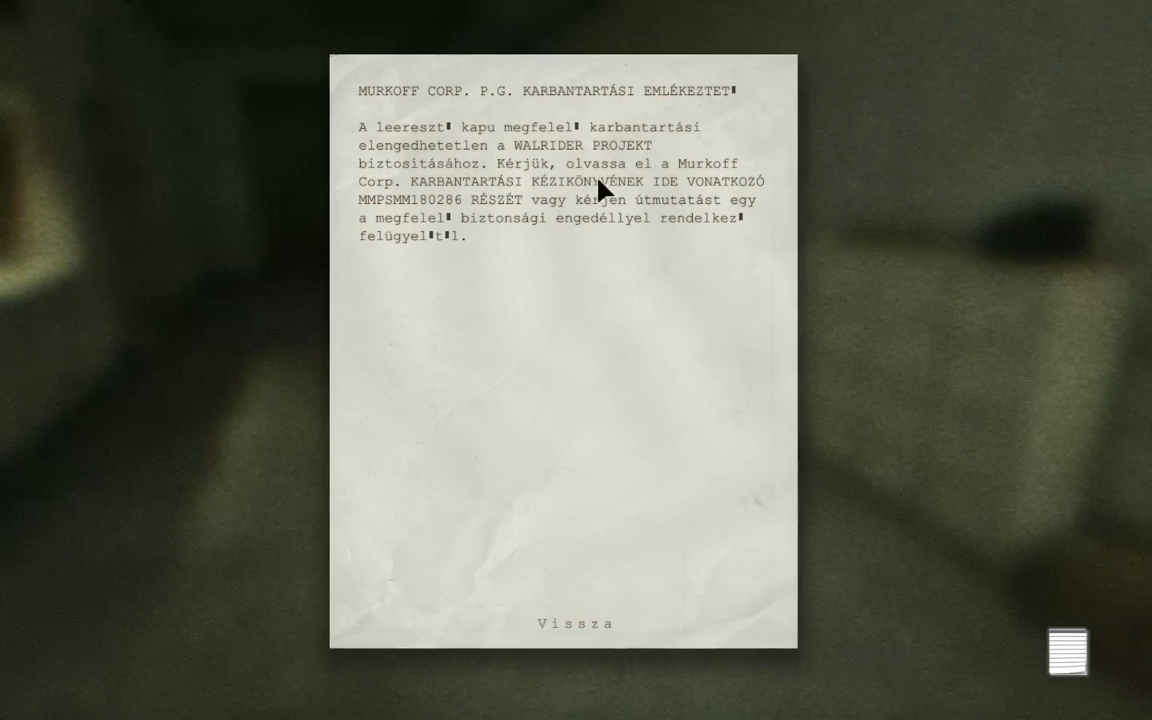 MURKOFF CORP. P.G. KARBANTARTÁSI EMLÉKEZTET▮
A leereszt▮ kapu megfelel▮ karbantartási
elengedhetetlen a WALRIDER PROJEKT
biztosításához. Kérjük, olvassa el a Murkoff
Corp. KARBANTARTÁSI KÉZIKÖNYVÉNEK IDE VONATKOZÓ
MMPSMM180286 RÉSZÉT vagy kérjen útmutatást egy
a megfelel▮ biztonsági engedéllyel rendelkez▮
felügyel▮t▮l.
Vissza